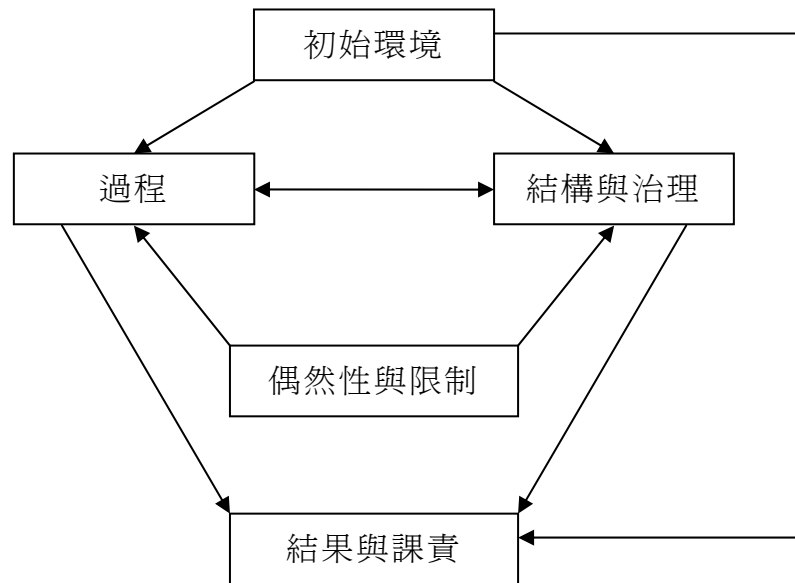 初始環境
過程
結構與治理
偶然性與限制
結果與課責